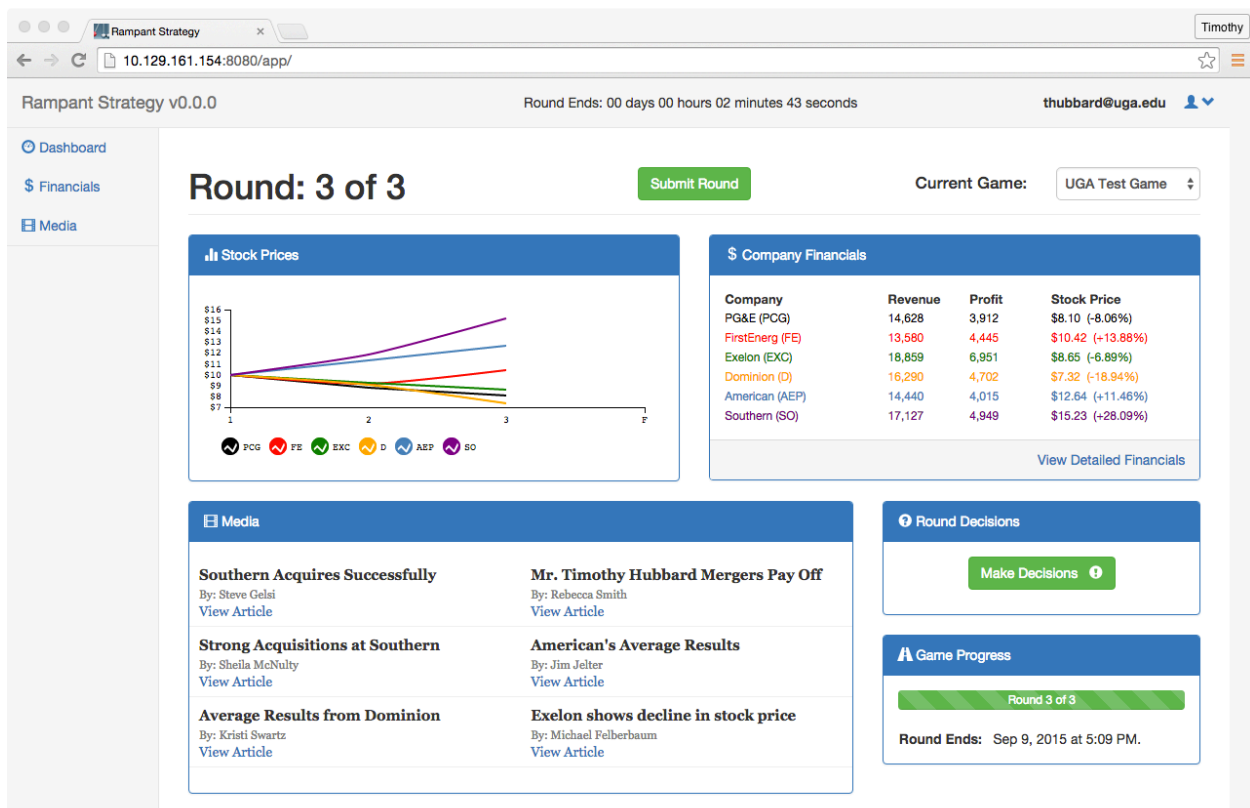 Rampant Strategy
Timothy
10.129.161.154:8080/app/
Rampant Strategy v0.0.0
Round Ends: 00 days 00 hours 02 minutes 43 seconds
thubbard@uga.edu
Dashboard
$ Financials
Media
Round: 3 of 3
Submit Round
Current Game:
UGA Test Game
Stock Prices
$16
$15
$14
$13
$12
$11
$10
$9
$8
$7
1 2 3 F
PCG FE EXC D AEP SO
$ Company Financials
Company Revenue Profit Stock Price
PG&E (PCG) 14,628 3,912 $8.10 (-8.06%)
FirstEnerg (FE) 13,580 4,445 $10.42 (+13.88%)
Exelon (EXC) 18,859 6,951 $8.65 (-6.89%)
Dominion (D) 16,290 4,702 $7.32 (-18.94%)
American (AEP) 14,440 4,015 $12.64 (+11.46%)
Southern (SO) 17,127 4,949 $15.23 (+28.09%)
View Detailed Financials
Media
Southern Acquires Successfully
By: Steve Gelsi
View Article
Mr. Timothy Hubbard Mergers Pay Off
By: Rebecca Smith
View Article
Strong Acquisitions at Southern
By: Sheila McNulty
View Article
American's Average Results
By: Jim Jelter
View Article
Average Results from Dominion
By: Kristi Swartz
View Article
Exelon shows decline in stock price
By: Michael Felberbaum
View Article
Round Decisions
Make Decisions
Game Progress
Round 3 of 3
Round Ends: Sep 9, 2015 at 5:09 PM.